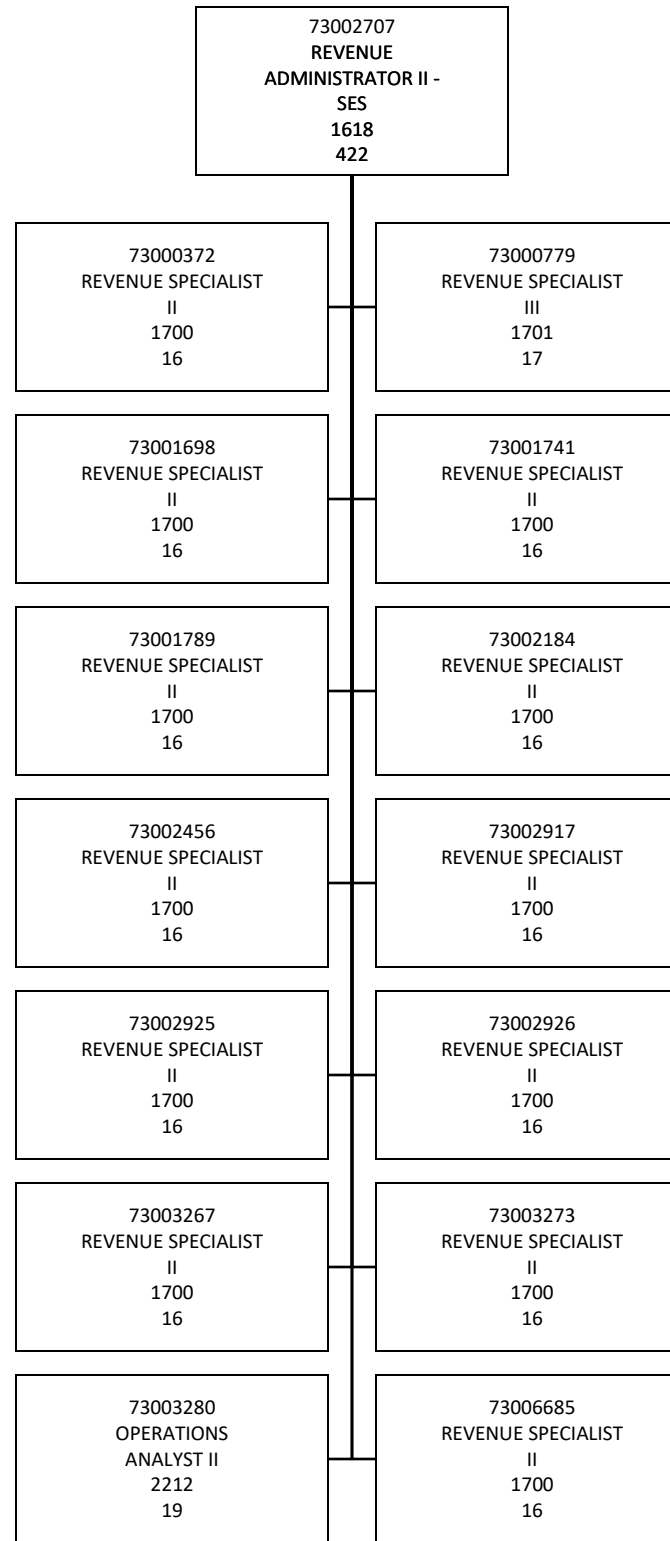 73002707
REVENUE
ADMINISTRATOR II -
SES
1618
422
73000372
REVENUE SPECIALIST
II
1700
16
73000779
REVENUE SPECIALIST
III
1701
17
73001698
REVENUE SPECIALIST
II
1700
16
73001741
REVENUE SPECIALIST
II
1700
16
73001789
REVENUE SPECIALIST
II
1700
16
73002184
REVENUE SPECIALIST
II
1700
16
73002456
REVENUE SPECIALIST
II
1700
16
73002917
REVENUE SPECIALIST
II
1700
16
73002925
REVENUE SPECIALIST
II
1700
16
73002926
REVENUE SPECIALIST
II
1700
16
73003267
REVENUE SPECIALIST
II
1700
16
73003273
REVENUE SPECIALIST
II
1700
16
73003280
OPERATIONS
ANALYST II
2212
19
73006685
REVENUE SPECIALIST
II
1700
16